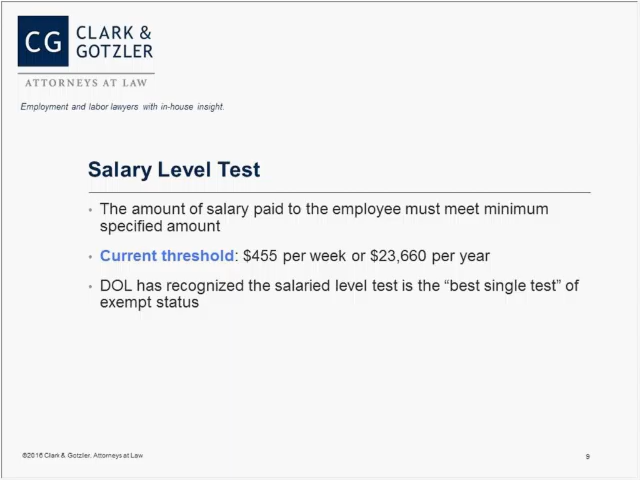 CG
CLARK &
GOTZLER
ATTORNEYS AT LAW
Employment and labor lawyers with in-house insight.
Salary Level Test
• The amount of salary paid to the employee must meet minimum
specified amount
• Current threshold: $455 per week or $23,660 per year
• DOL has recognized the salaried level test is the “best single test” of
exempt status
©2016 Clark & Gotzler, Attorneys at Law
9